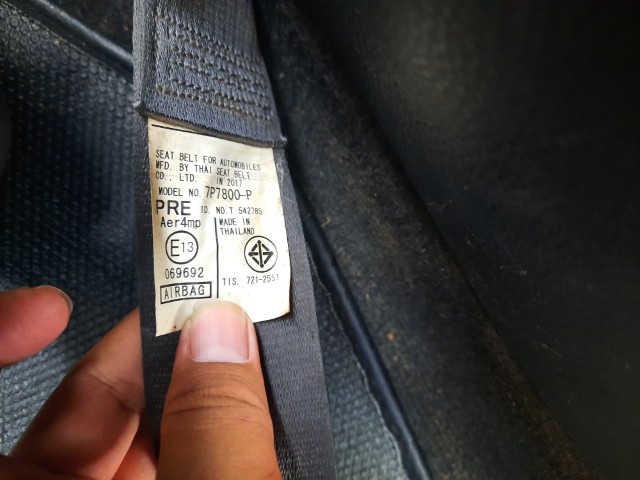 SEAT BELT FOR AUTOMOBILES
MFD. BY THAI SEAT BELT
CO., LTD. IN 2017
MODEL NO. 7P7800-P
PRE I.D. NO. T 542785
Aer4mp
MADE IN
THAILAND
E13
069692
AIRBAG
TIS. 721-2551